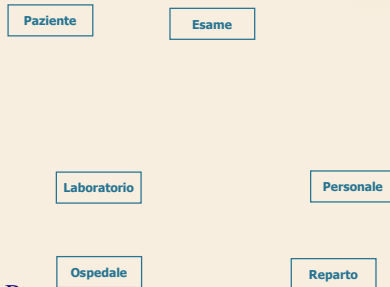 Paziente
Esame
Laboratorio
Personale
Ospedale
Reparto